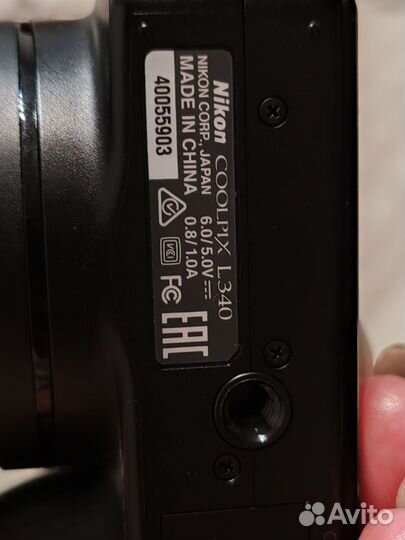 Nikon COOLPIX L340
NIKON CORP., JAPAN 6.0/5.0V⎓
MADE IN CHINA 0.8/1.0A
40055903
FC
EAC
Avito